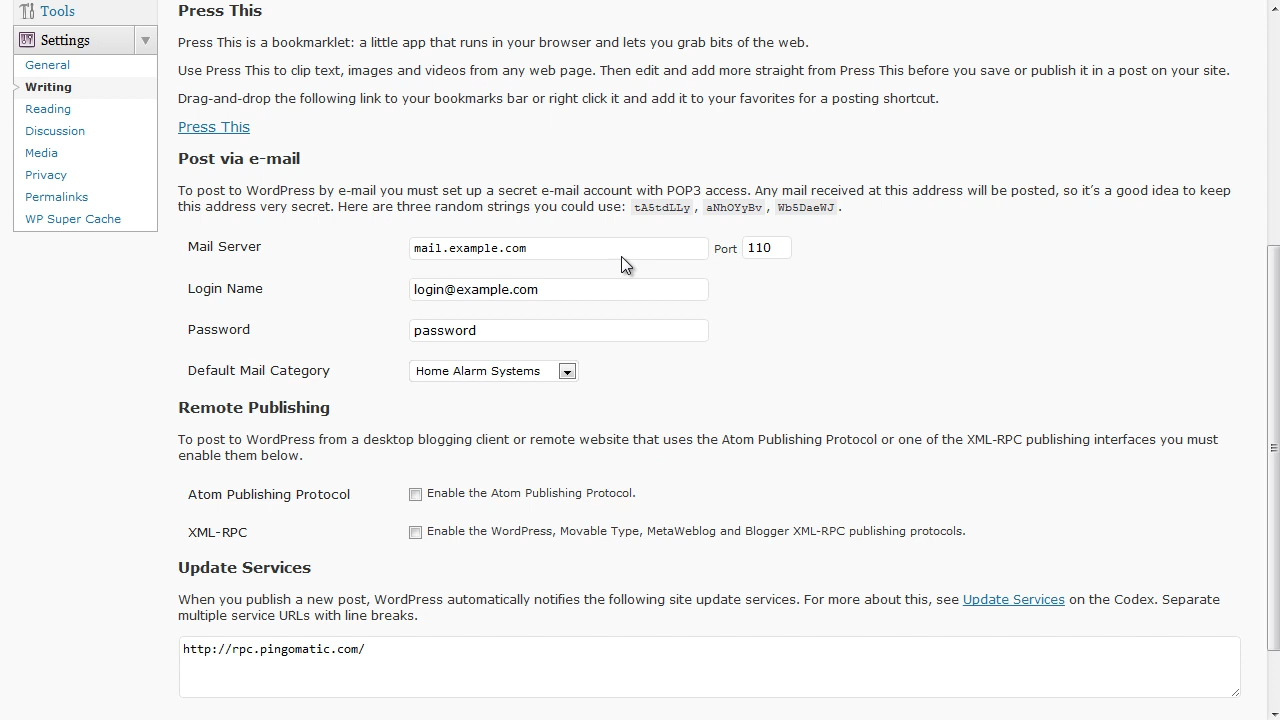 Tools
Settings
General
Writing
Reading
Discussion
Media
Privacy
Permalinks
WP Super Cache
Press This
Press This is a bookmarklet: a little app that runs in your browser and lets you grab bits of the web.
Use Press This to clip text, images and videos from any web page. Then edit and add more straight from Press This before you save or publish it in a post on your site.
Drag-and-drop the following link to your bookmarks bar or right click it and add it to your favorites for a posting shortcut.
Press This
Post via e-mail
To post to WordPress by e-mail you must set up a secret e-mail account with POP3 access. Any mail received at this address will be posted, so it’s a good idea to keep
this address very secret. Here are three random strings you could use: tA5tdLLy, aNhOYyBv, Wb5DaeWJ.
Mail Server mail.example.com Port 110
Login Name login@example.com
Password password
Default Mail Category Home Alarm Systems
Remote Publishing
To post to WordPress from a desktop blogging client or remote website that uses the Atom Publishing Protocol or one of the XML-RPC publishing interfaces you must
enable them below.
Atom Publishing Protocol Enable the Atom Publishing Protocol.
XML-RPC Enable the WordPress, Movable Type, MetaWeblog and Blogger XML-RPC publishing protocols.
Update Services
When you publish a new post, WordPress automatically notifies the following site update services. For more about this, see Update Services on the Codex. Separate
multiple service URLs with line breaks.
http://rpc.pingomatic.com/